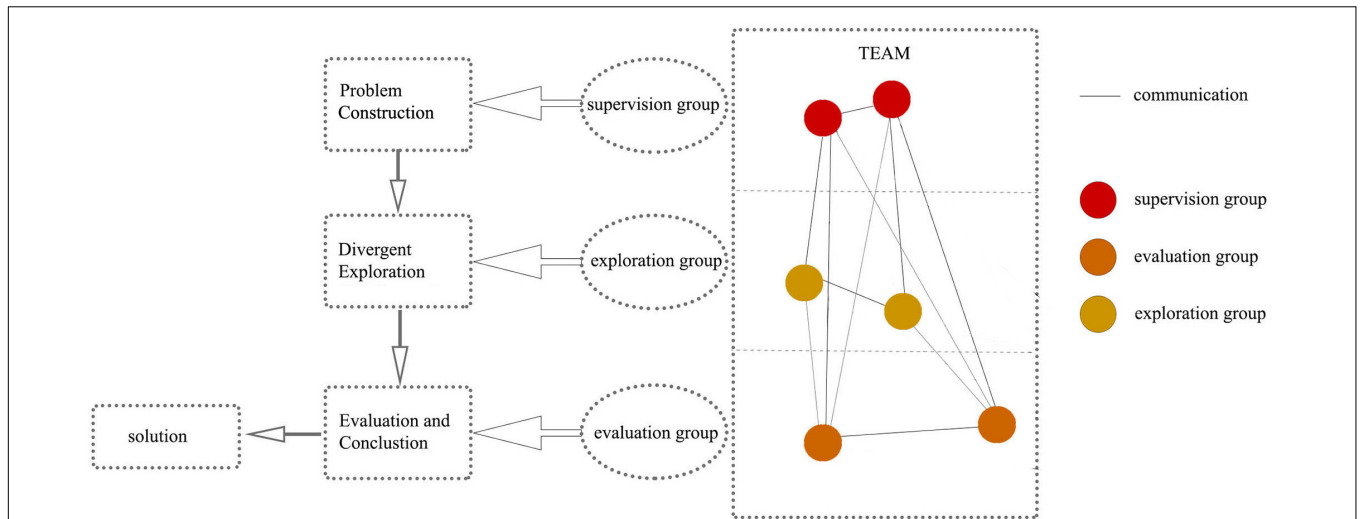 Problem
Construction
supervision group
Divergent
Exploration
exploration group
Evaluation and
Conclustion
evaluation group
solution
TEAM
communication
supervision group
evaluation group
exploration group